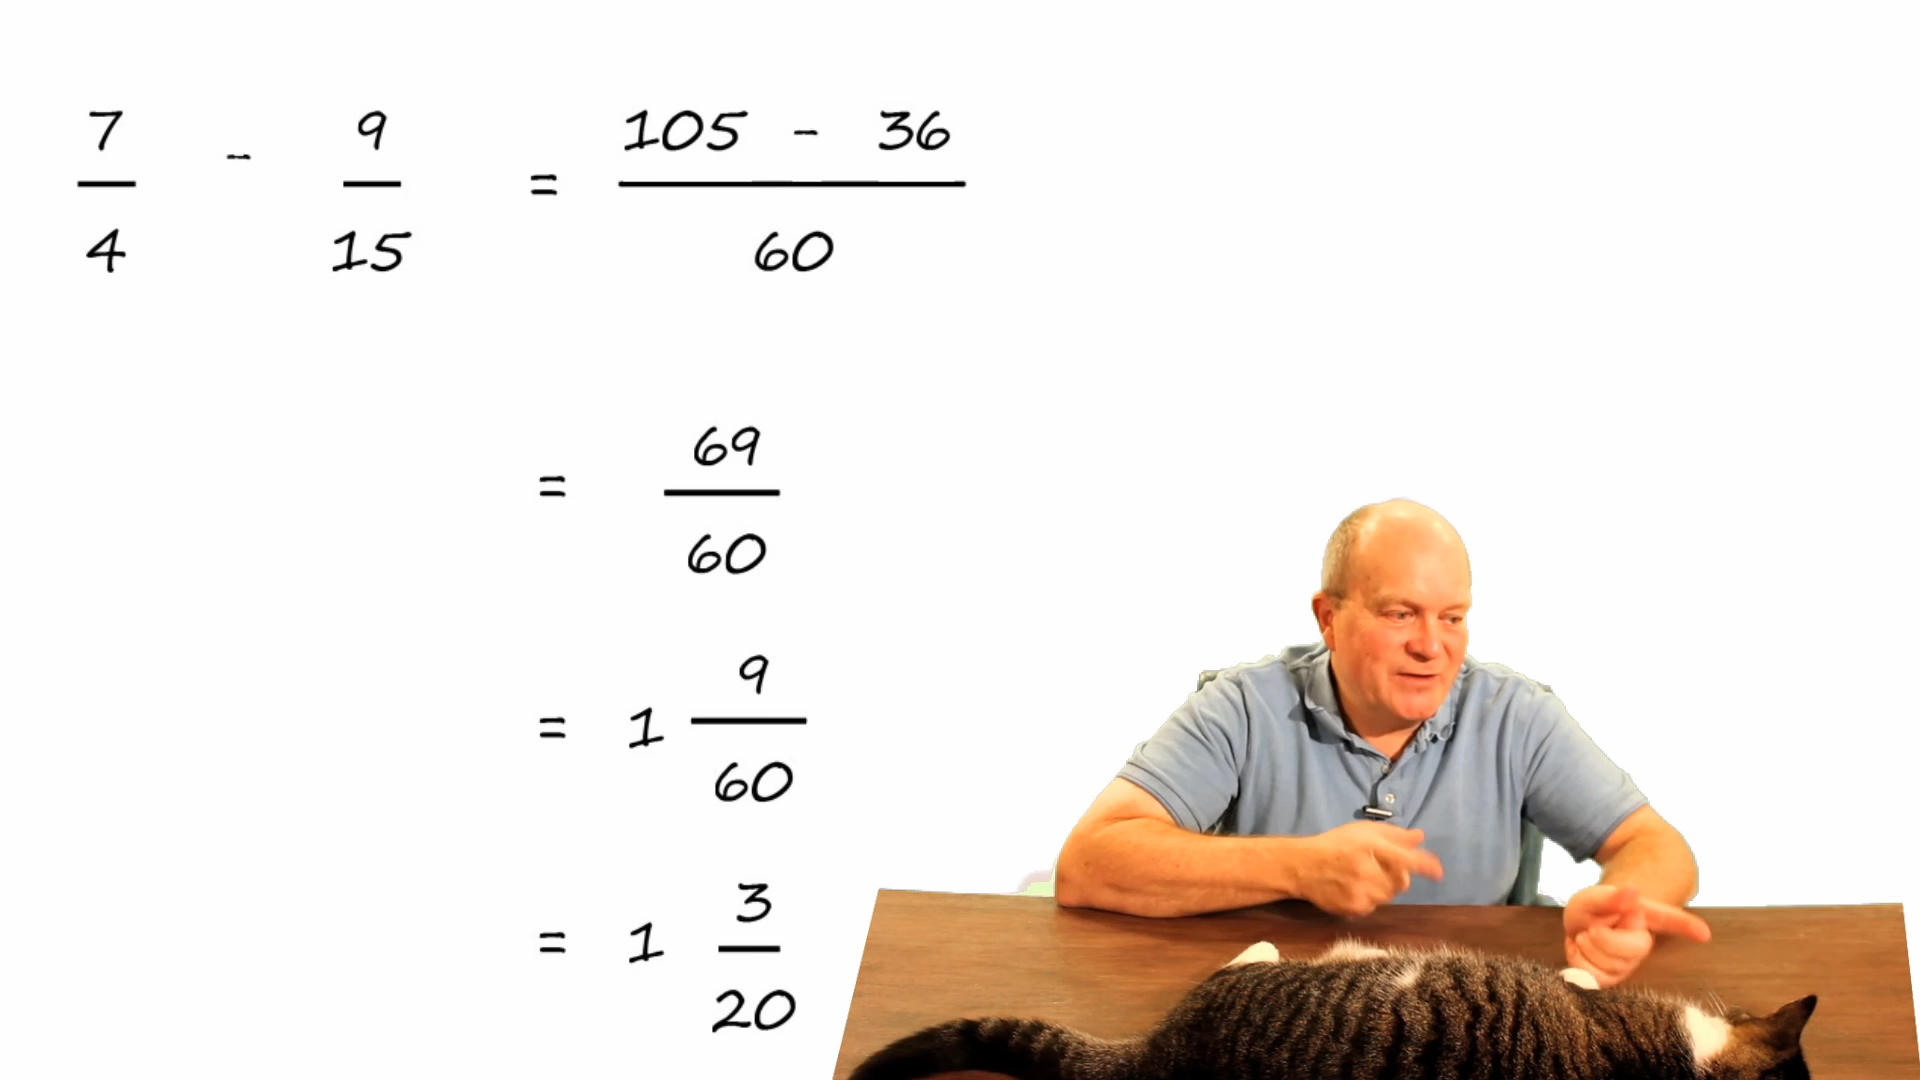 7 - 9 = 105 - 36
4 15 60
= 69
60
= 1 9
60
= 1 3
20